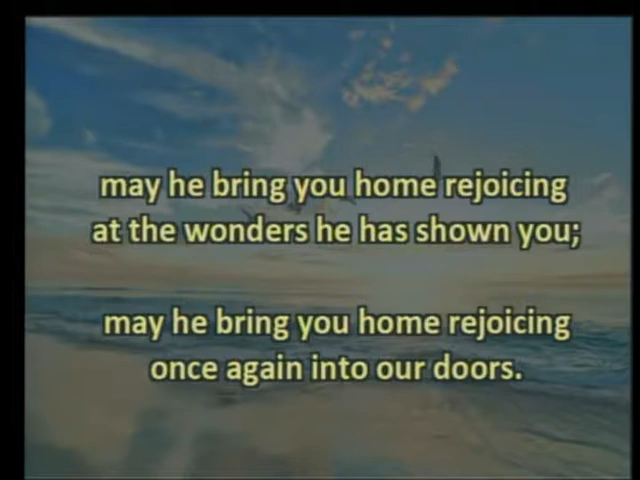 may he bring you home rejoicing
at the wonders he has shown you;
may he bring you home rejoicing
once again into our doors.